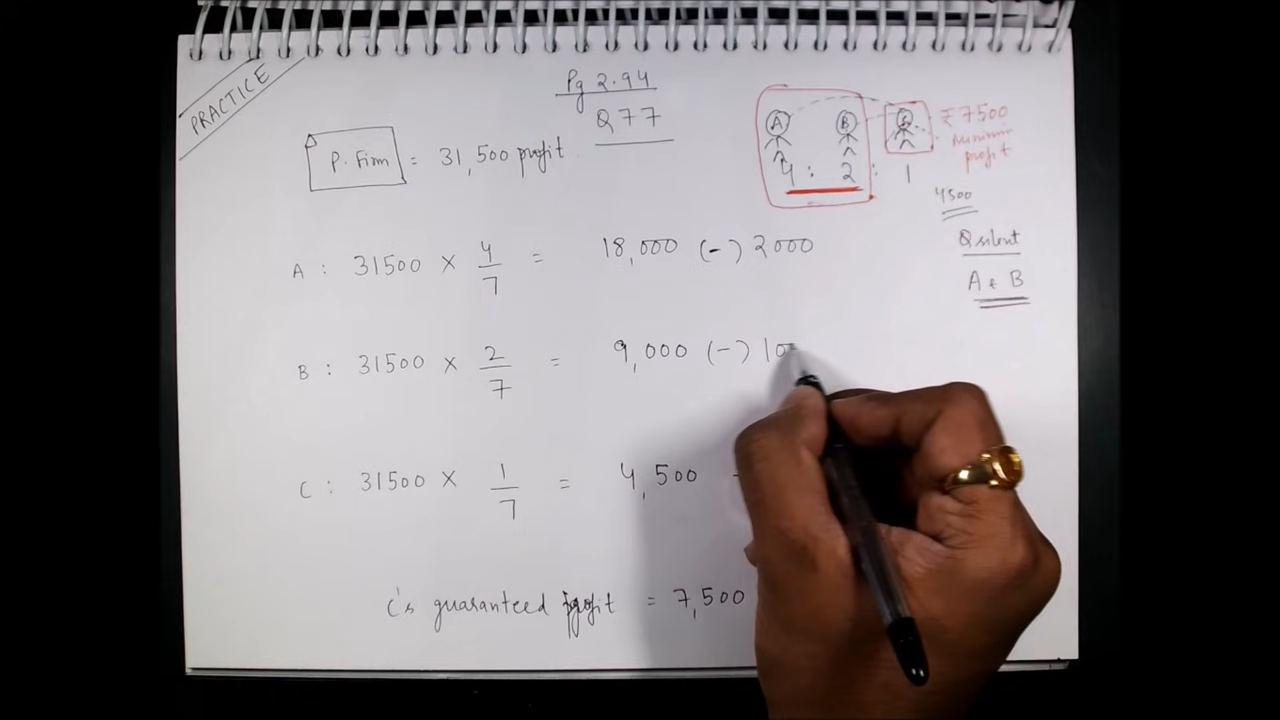 PRACTICE
Pg 2.94
Q 77
P. Firm = 31,500 profit
A B C
4 : 2 : 1
₹ 7500
minimum
profit
4500
Q silent
A & B
A : 31500 × 4/7 = 18,000 (-) 2000
B : 31500 × 2/7 = 9,000 (-) 100
C : 31500 × 1/7 = 4,500
C's guaranteed profit = 7,500